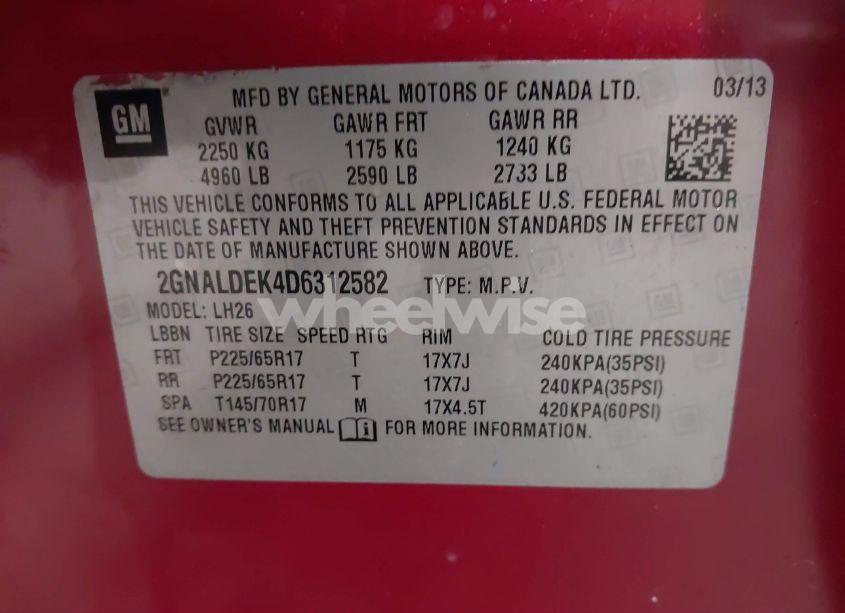 GM
MFD BY GENERAL MOTORS OF CANADA LTD. 03/13
GVWR GAWR FRT GAWR RR
2250 KG 1175 KG 1240 KG
4960 LB 2590 LB 2733 LB
THIS VEHICLE CONFORMS TO ALL APPLICABLE U.S. FEDERAL MOTOR
VEHICLE SAFETY AND THEFT PREVENTION STANDARDS IN EFFECT ON
THE DATE OF MANUFACTURE SHOWN ABOVE.
2GNALDEK4D6312582 TYPE: M.P.V.
wheelwise
MODEL: LH26
LBBN TIRE SIZE SPEED RTG RIM COLD TIRE PRESSURE
FRT P225/65R17 T 17X7J 240KPA(35PSI)
RR P225/65R17 T 17X7J 240KPA(35PSI)
SPA T145/70R17 M 17X4.5T 420KPA(60PSI)
SEE OWNER'S MANUAL i FOR MORE INFORMATION.